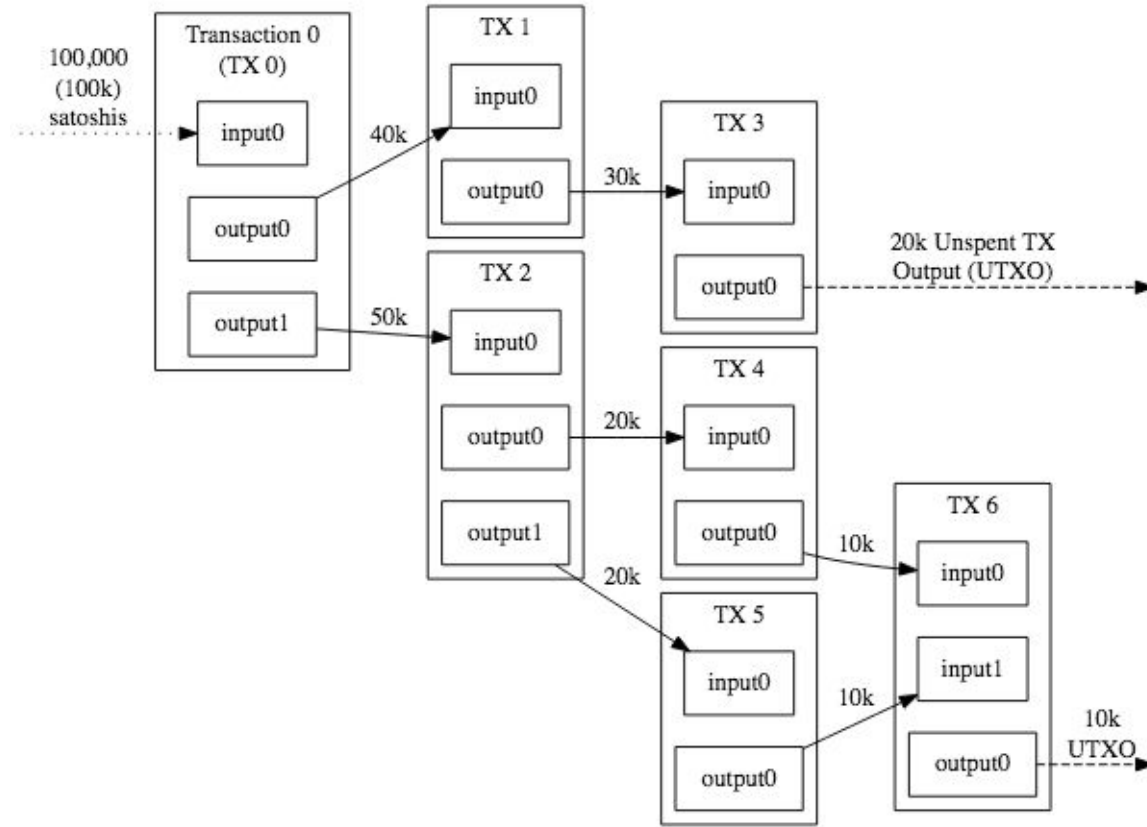 100,000
(100k)
satoshis
Transaction 0
(TX 0)
input0
output0
output1
40k
50k
TX 1
input0
output0
30k
TX 2
input0
output0
output1
20k
20k
TX 3
input0
output0
20k Unspent TX
Output (UTXO)
TX 4
input0
output0
10k
TX 5
input0
output0
10k
TX 6
input0
input1
output0
10k
UTXO